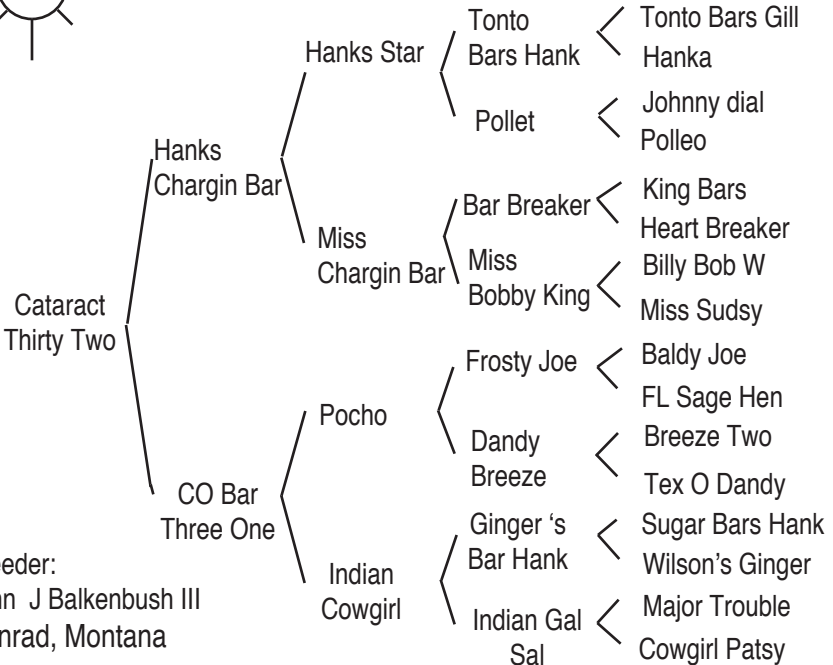 Cataract
Thirty Two
Hanks
Chargin Bar
CO Bar
Three One
Hanks Star
Miss
Chargin Bar
Pocho
Indian
Cowgirl
Tonto
Bars Hank
Pollet
Bar Breaker
Miss
Bobby King
Frosty Joe
Dandy
Breeze
Ginger ‘s
Bar Hank
Indian Gal
Sal
Tonto Bars Gill
Hanka
Johnny dial
Polleo
King Bars
Heart Breaker
Billy Bob W
Miss Sudsy
Baldy Joe
FL Sage Hen
Breeze Two
Tex O Dandy
Sugar Bars Hank
Wilson’s Ginger
Major Trouble
Cowgirl Patsy
J Balkenbush III
Montana